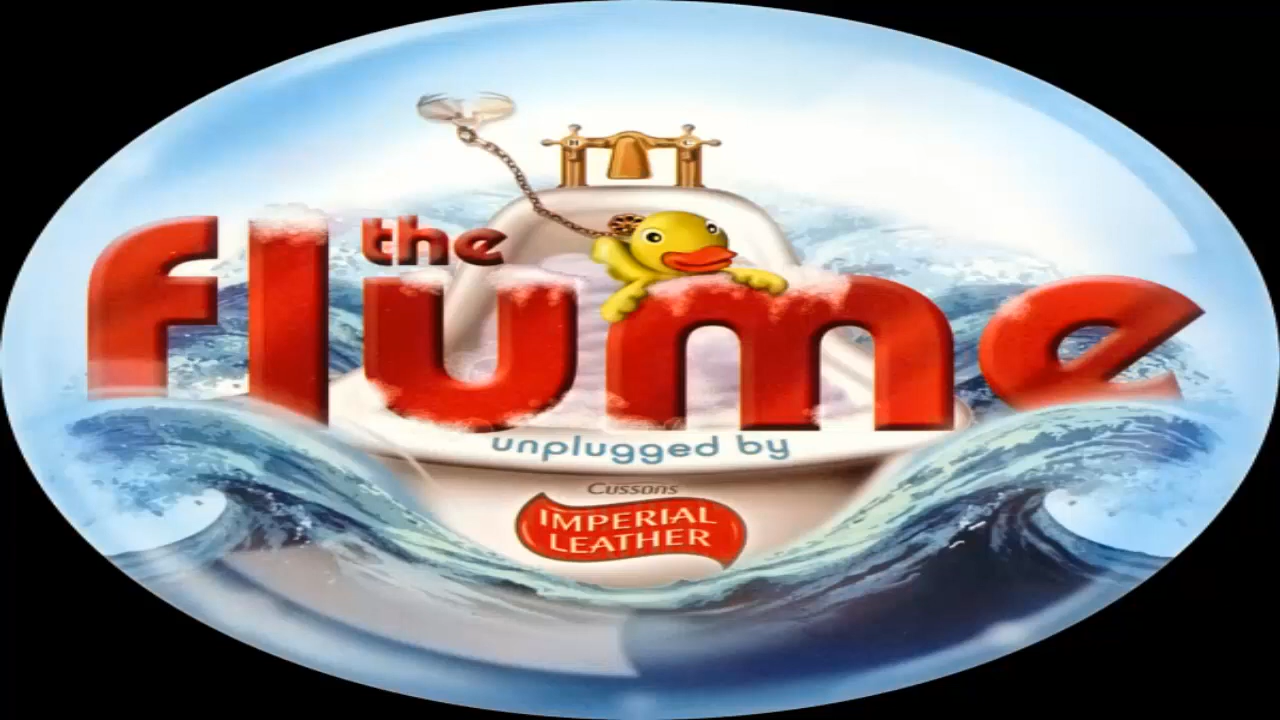 the
flume
unplugged by
Cussons
IMPERIAL
LEATHER